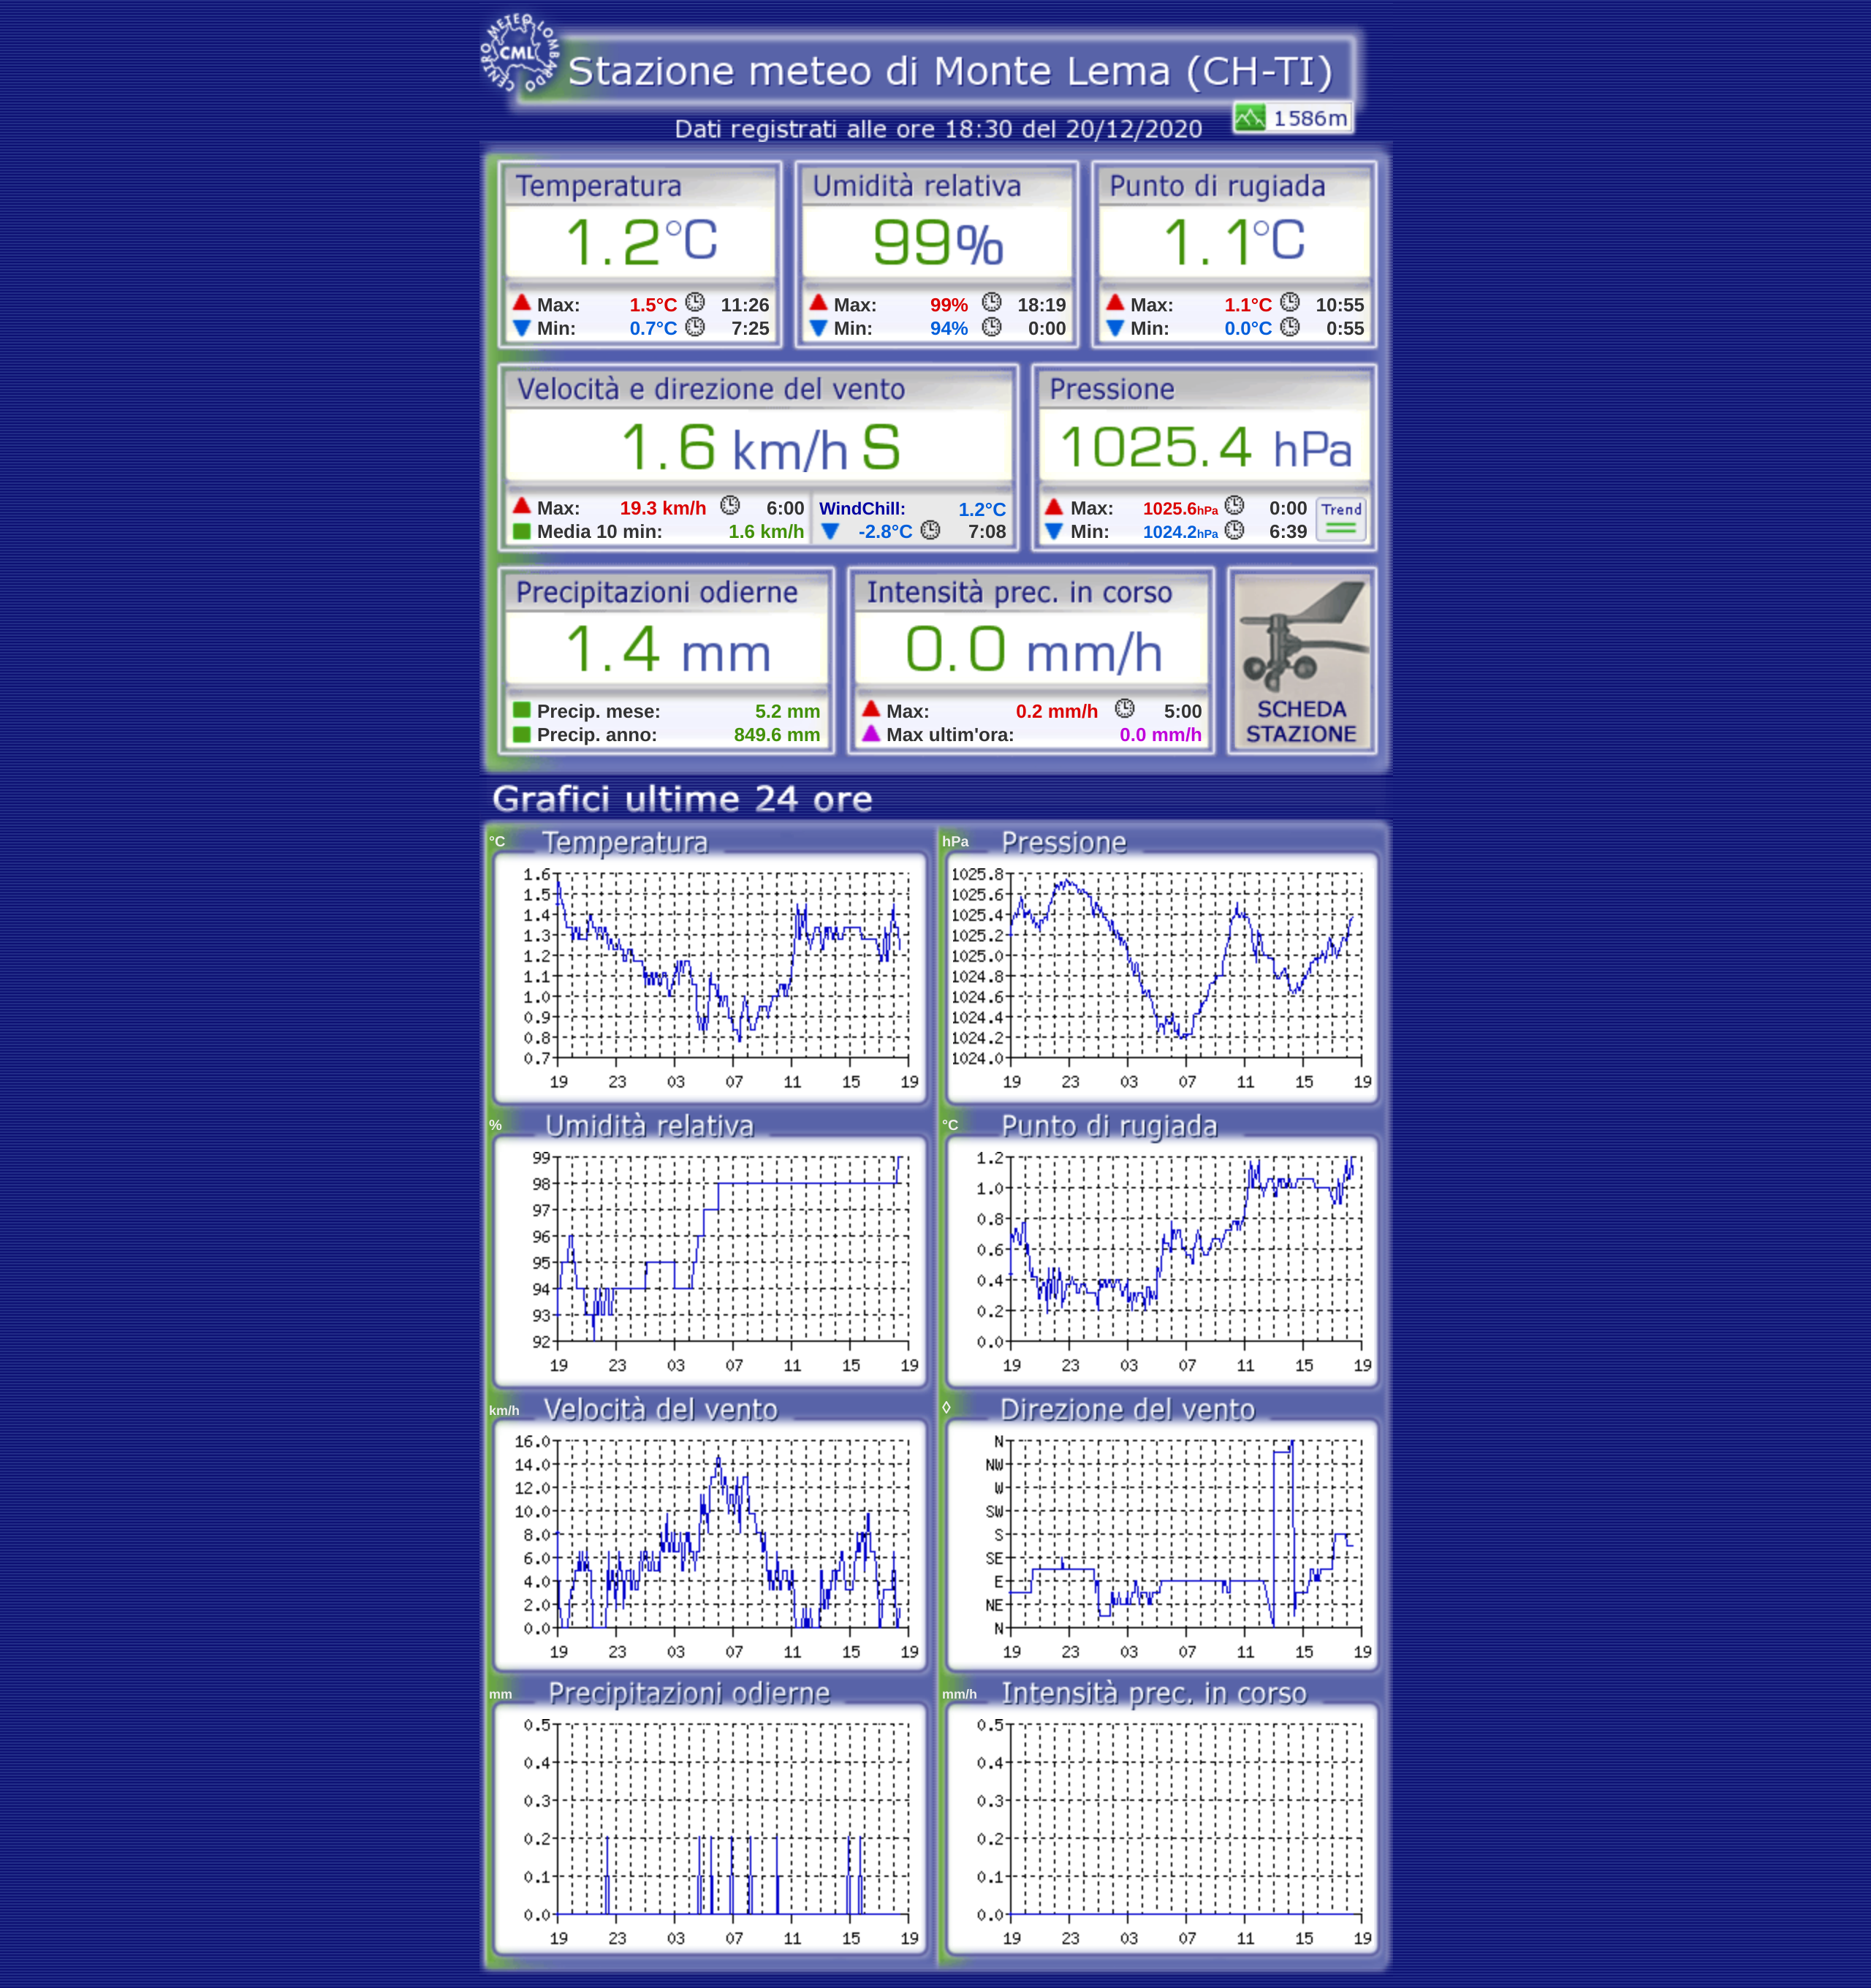 CENTRO METEO LOMBARDO
CML
Stazione meteo di Monte Lema (CH-TI)
1586m
Dati registrati alle ore 18:30 del 20/12/2020
Temperatura
1.2°C
Max: 1.5°C 11:26
Min: 0.7°C 7:25
Umidità relativa
99%
Max: 99% 18:19
Min: 94% 0:00
Punto di rugiada
1.1°C
Max: 1.1°C 10:55
Min: 0.0°C 0:55
Velocità e direzione del vento
1.6 km/h S
Max: 19.3 km/h 6:00
Media 10 min: 1.6 km/h
WindChill: 1.2°C
-2.8°C 7:08
Pressione
1025.4 hPa
Max: 1025.6hPa 0:00
Min: 1024.2hPa 6:39
Trend
Precipitazioni odierne
1.4 mm
Precip. mese: 5.2 mm
Precip. anno: 849.6 mm
Intensità prec. in corso
0.0 mm/h
Max: 0.2 mm/h 5:00
Max ultim'ora: 0.0 mm/h
SCHEDA
STAZIONE
Grafici ultime 24 ore
°C Temperatura
1.6
1.5
1.4
1.3
1.2
1.1
1.0
0.9
0.8
0.7
19 23 03 07 11 15 19
hPa Pressione
1025.8
1025.6
1025.4
1025.2
1025.0
1024.8
1024.6
1024.4
1024.2
1024.0
19 23 03 07 11 15 19
% Umidità relativa
99
98
97
96
95
94
93
92
19 23 03 07 11 15 19
°C Punto di rugiada
1.2
1.0
0.8
0.6
0.4
0.2
0.0
19 23 03 07 11 15 19
km/h Velocità del vento
16.0
14.0
12.0
10.0
8.0
6.0
4.0
2.0
0.0
19 23 03 07 11 15 19
◊ Direzione del vento
N
NW
W
SW
S
SE
E
NE
N
19 23 03 07 11 15 19
mm Precipitazioni odierne
0.5
0.4
0.3
0.2
0.1
0.0
19 23 03 07 11 15 19
mm/h Intensità prec. in corso
0.5
0.4
0.3
0.2
0.1
0.0
19 23 03 07 11 15 19